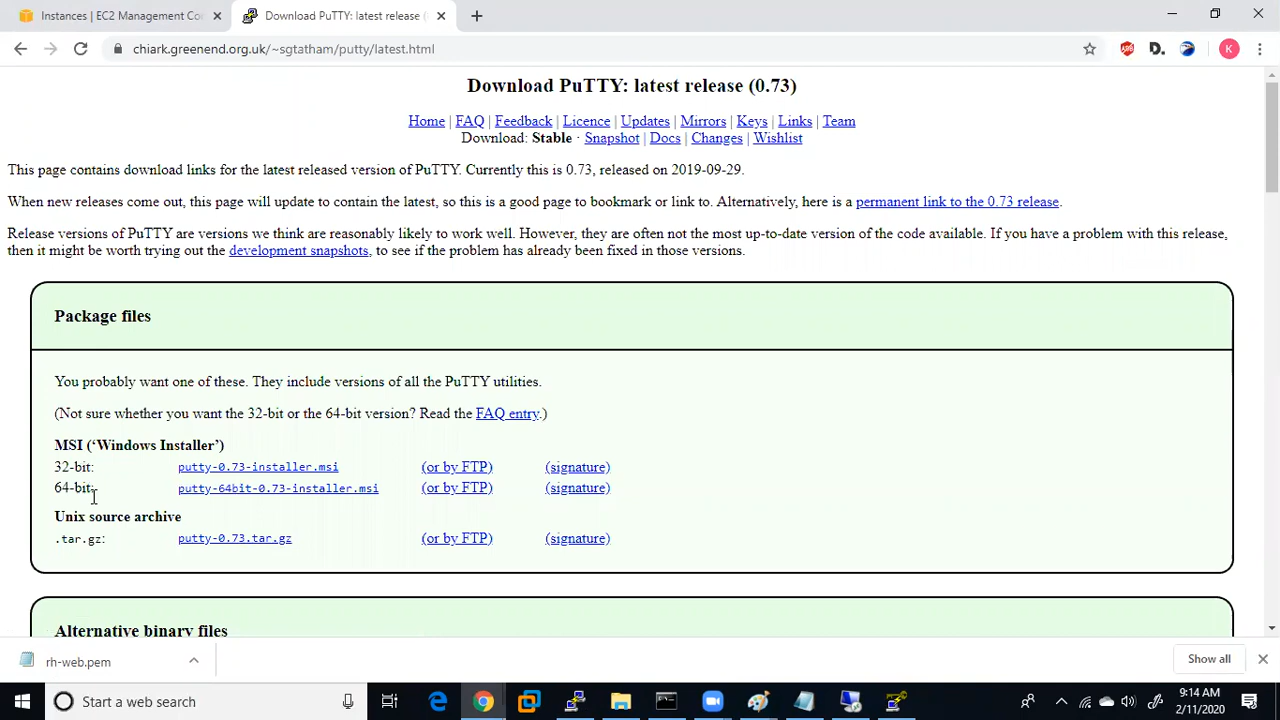 Instances | EC2 Management Co
Download PuTTY: latest release (
chiark.greenend.org.uk/~sgtatham/putty/latest.html
K
Download PuTTY: latest release (0.73)
Home | FAQ | Feedback | Licence | Updates | Mirrors | Keys | Links | Team
Download: Stable · Snapshot | Docs | Changes | Wishlist
This page contains download links for the latest released version of PuTTY. Currently this is 0.73, released on 2019-09-29.
When new releases come out, this page will update to contain the latest, so this is a good page to bookmark or link to. Alternatively, here is a permanent link to the 0.73 release.
Release versions of PuTTY are versions we think are reasonably likely to work well. However, they are often not the most up-to-date version of the code available. If you have a problem with this release,
then it might be worth trying out the development snapshots, to see if the problem has already been fixed in those versions.
Package files
You probably want one of these. They include versions of all the PuTTY utilities.
(Not sure whether you want the 32-bit or the 64-bit version? Read the FAQ entry.)
MSI (‘Windows Installer’)
32-bit: putty-0.73-installer.msi (or by FTP) (signature)
64-bit: putty-64bit-0.73-installer.msi (or by FTP) (signature)
Unix source archive
.tar.gz: putty-0.73.tar.gz (or by FTP) (signature)
Alternative binary files
rh-web.pem
Show all
Start a web search
9:14 AM
2/11/2020